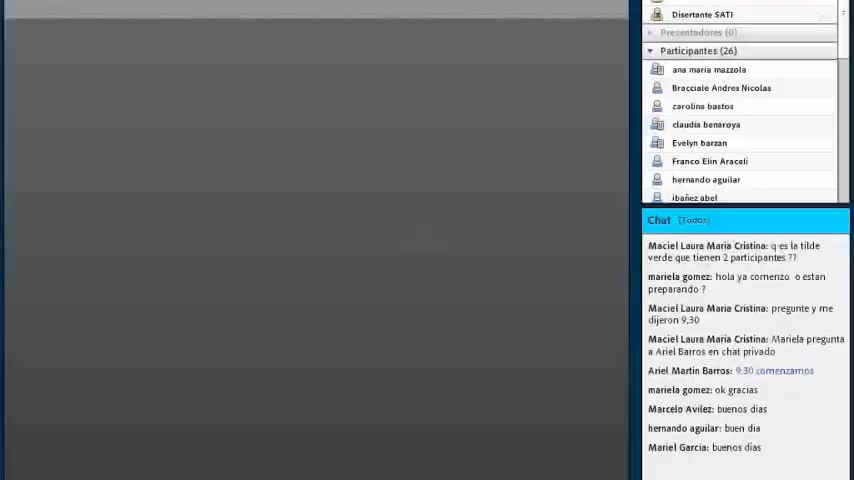 Disertante SATI
Presentadores (0)
Participantes (26)
ana maria mazzola
Bracciale Andres Nicolas
carolina bastos
claudia benaroya
Evelyn barzan
Franco Elin Araceli
hernando aguilar
ibañez abel
Chat (Todos)
Maciel Laura Maria Cristina: q es la tilde
verde que tienen 2 participantes ??
mariela gomez: hola ya comenzo o estan
preparando ?
Maciel Laura Maria Cristina: pregunte y me
dijeron 9,30
Maciel Laura Maria Cristina: Mariela pregunta
a Ariel Barros en chat privado
Ariel Martin Barros: 9:30 comenzamos
mariela gomez: ok gracias
Marcelo Avilez: buenos dias
hernando aguilar: buen dia
Mariel Garcia: buenos días